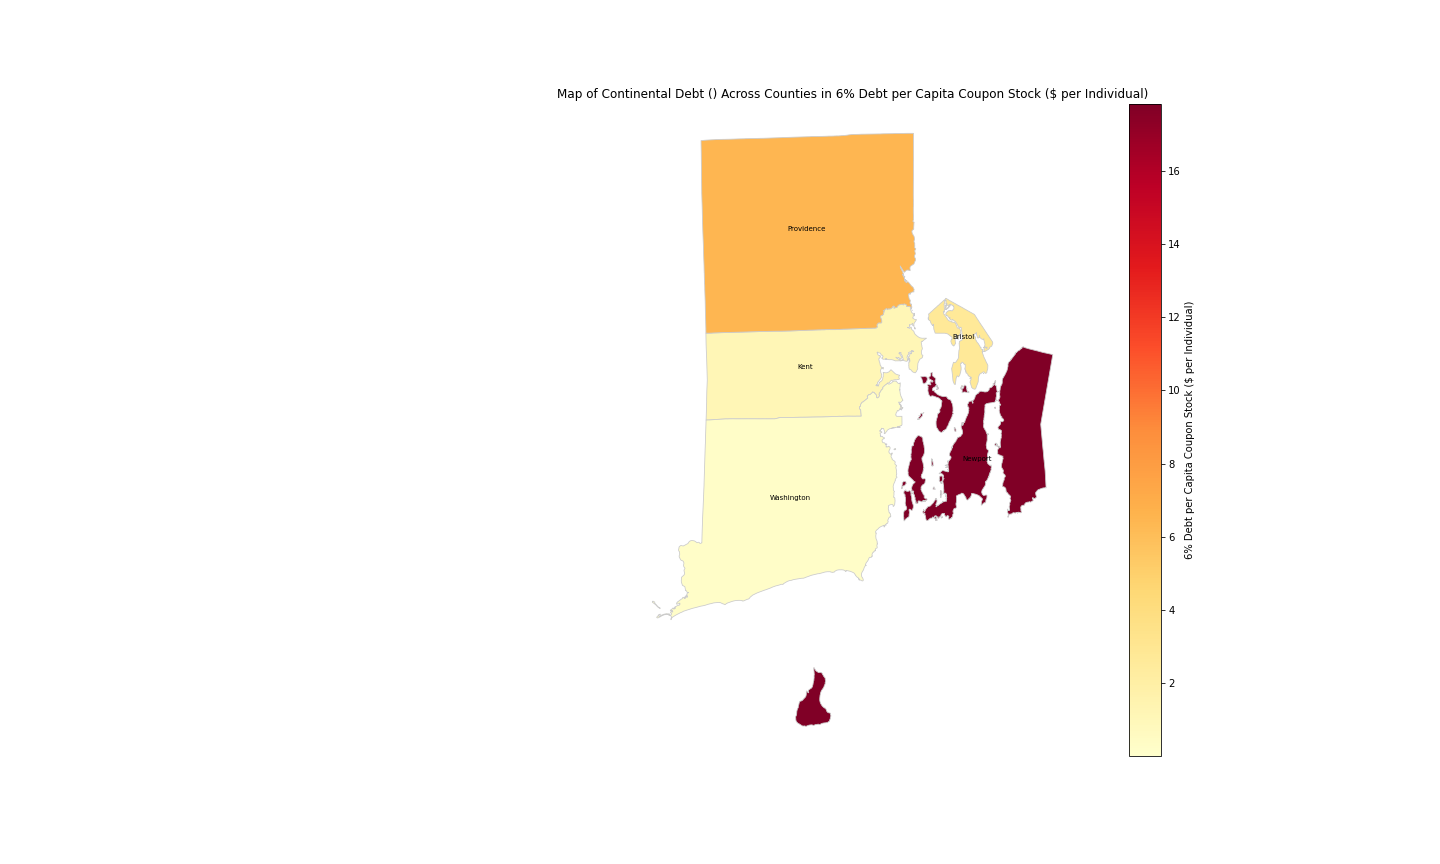 Map of Continental Debt () Across Counties in 6% Debt per Capita Coupon Stock ($ per Individual)
Providence
Bristol
Kent
Newport
Washington
16
14
12
10
8
6
4
2
6% Debt per Capita Coupon Stock ($ per Individual)